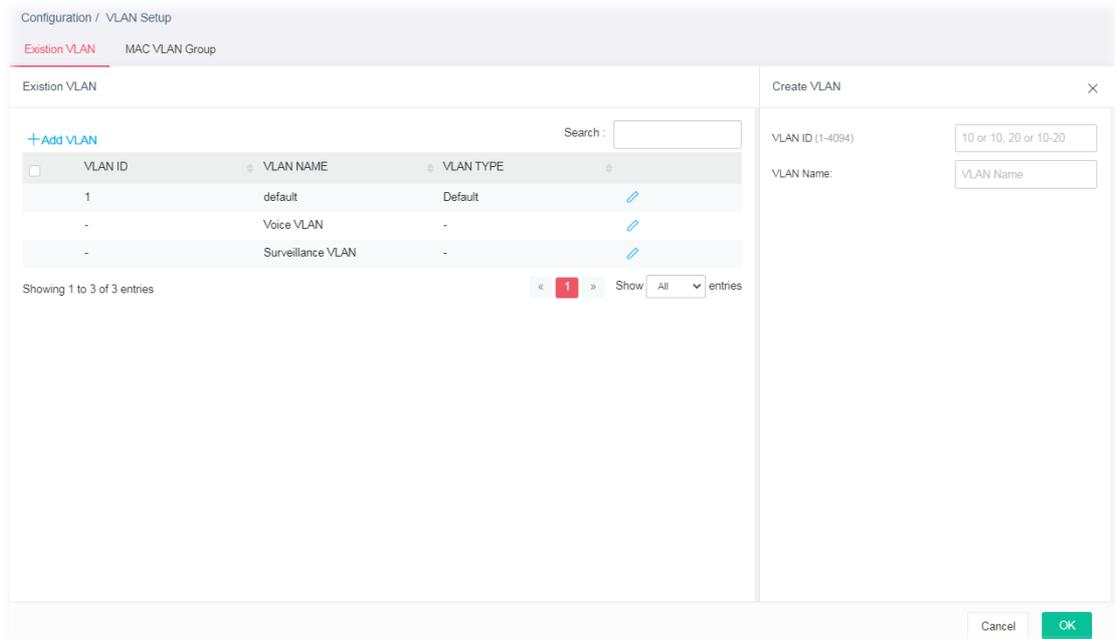 Configuration / VLAN Setup
Existion VLAN MAC VLAN Group
Existion VLAN
+Add VLAN Search :
VLAN ID VLAN NAME VLAN TYPE
1 default Default
- Voice VLAN -
- Surveillance VLAN -
Showing 1 to 3 of 3 entries « 1 » Show All entries
Create VLAN ×
VLAN ID (1-4094) 10 or 10, 20 or 10-20
VLAN Name: VLAN Name
Cancel OK